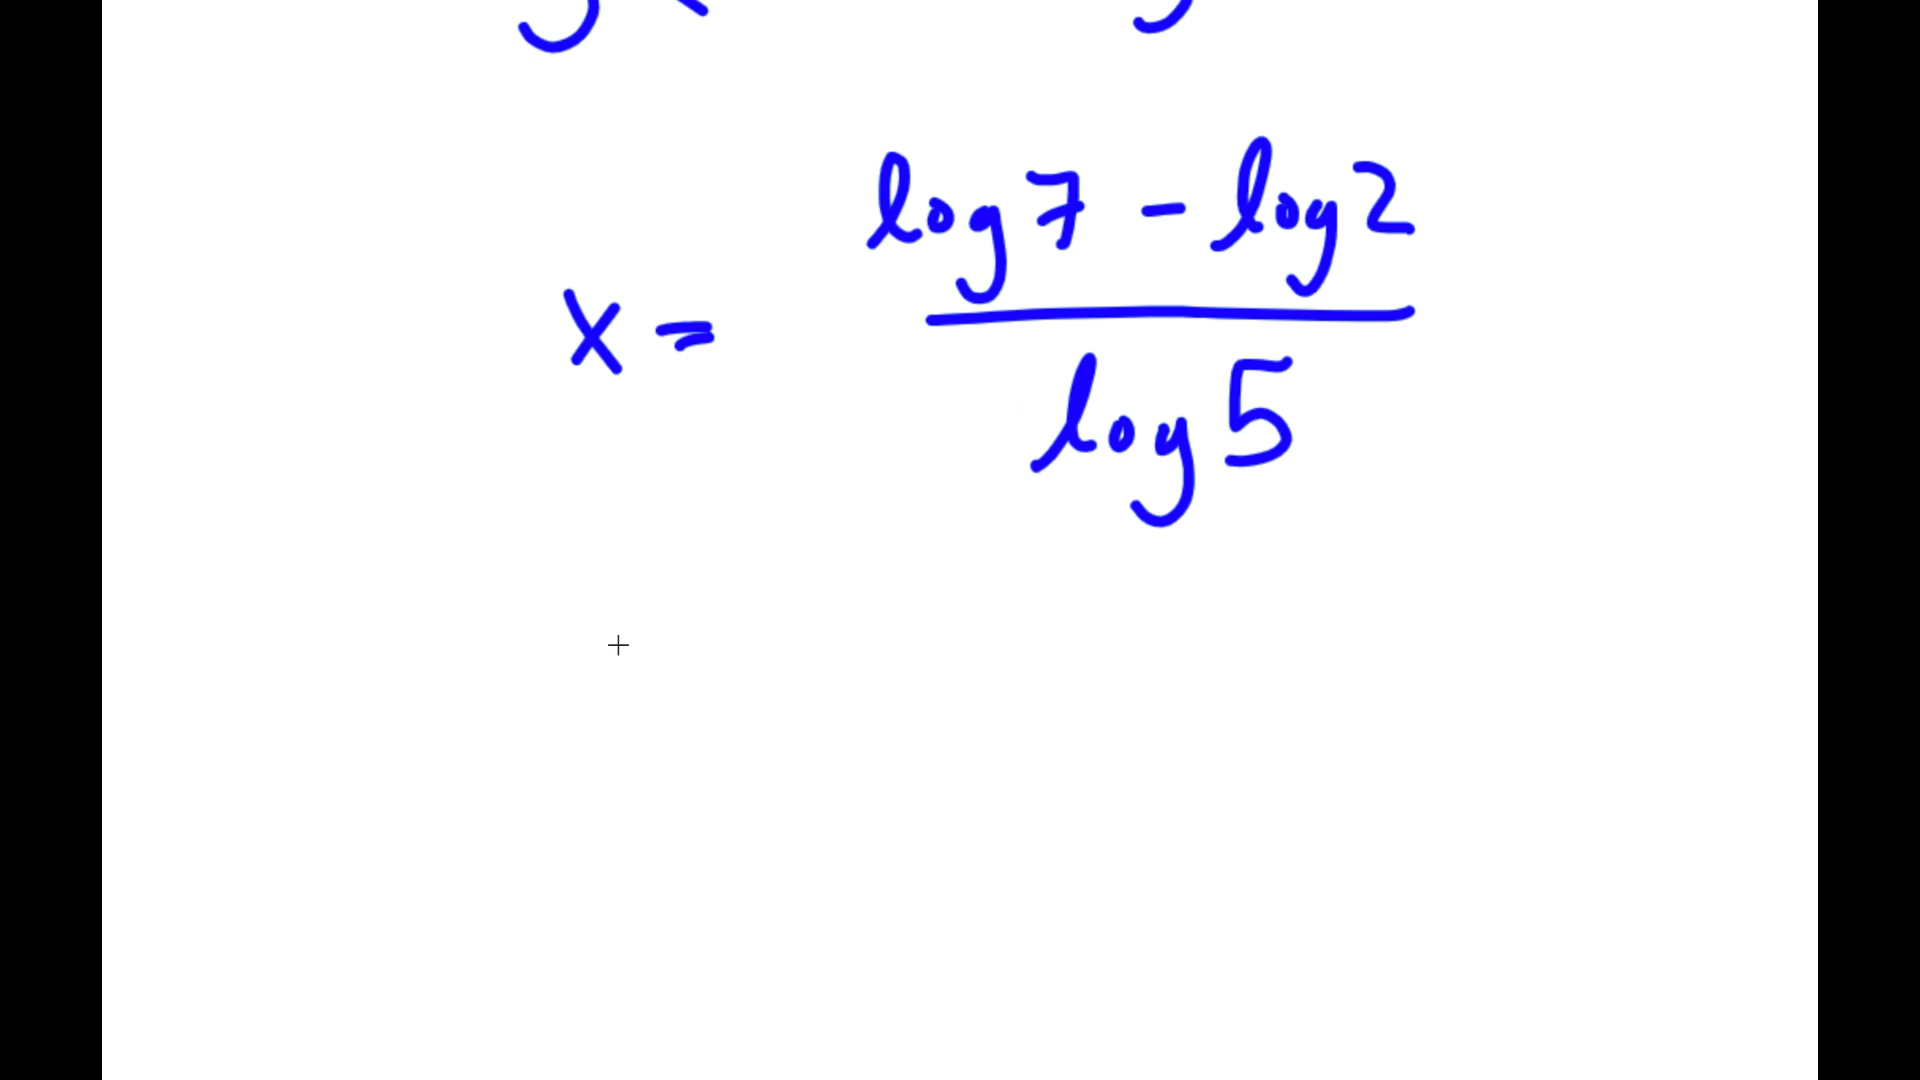 x = (log 7 - log 2) / log 5